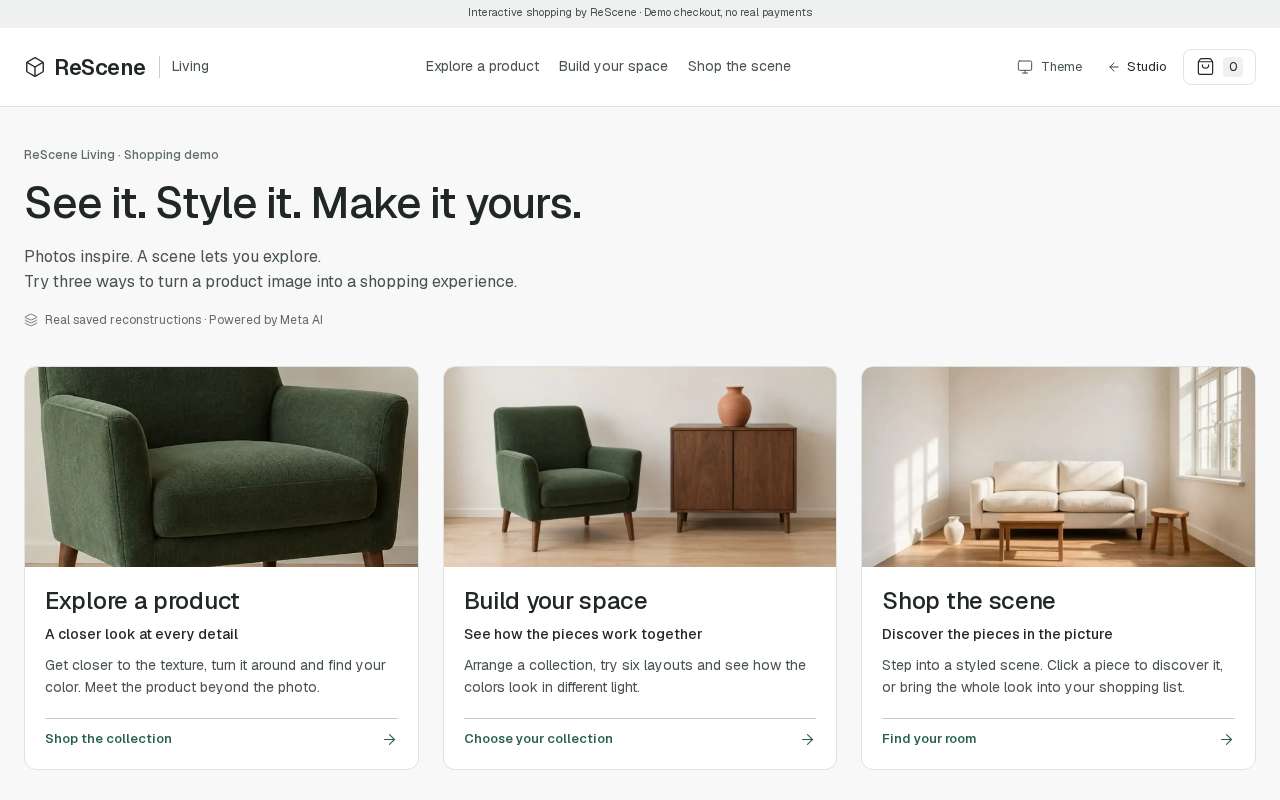 Interactive shopping by ReScene · Demo checkout, no real payments
ReScene
Living
Explore a product
Build your space
Shop the scene
Theme
Studio
0
ReScene Living · Shopping demo
See it. Style it. Make it yours.
Photos inspire. A scene lets you explore.
Try three ways to turn a product image into a shopping experience.
Real saved reconstructions · Powered by Meta AI
Explore a product
A closer look at every detail
Get closer to the texture, turn it around and find your
color. Meet the product beyond the photo.
Shop the collection
Build your space
See how the pieces work together
Arrange a collection, try six layouts and see how the
colors look in different light.
Choose your collection
Shop the scene
Discover the pieces in the picture
Step into a styled scene. Click a piece to discover it,
or bring the whole look into your shopping list.
Find your room